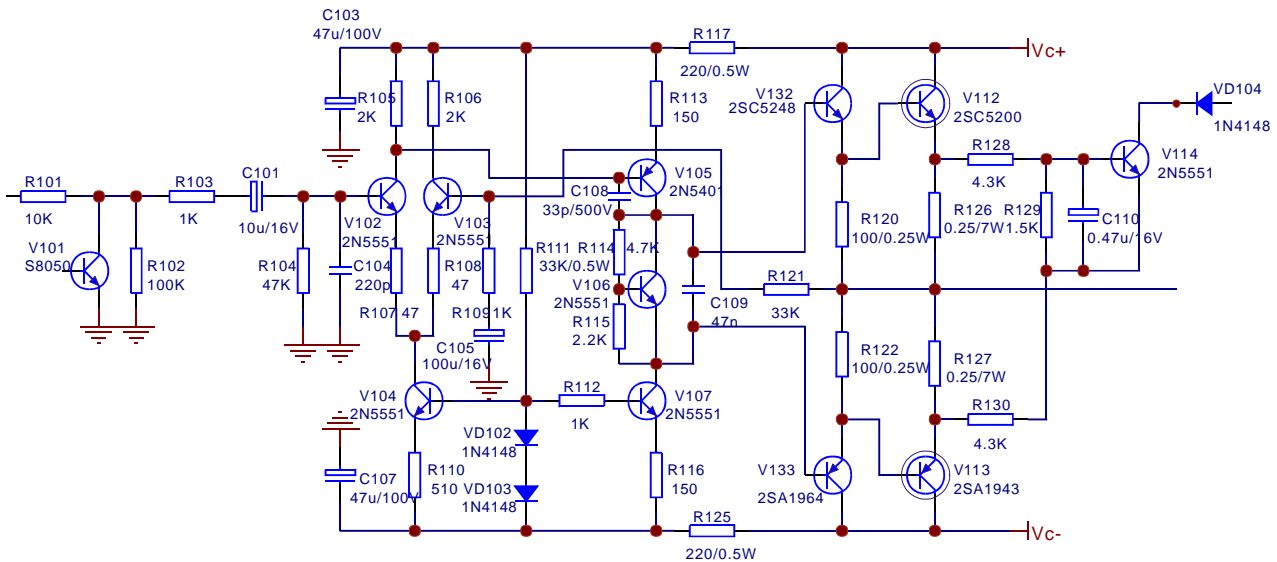 C103
47u/100V
R117
220/0.5W
Vc+
R105
2K
R106
2K
R113
150
V132
2SC5248
V112
2SC5200
VD104
1N4148
R101
10K
R103
1K
C101
10u/16V
V102
2N5551
V103
2N5551
C108
33p/500V
V105
2N5401
R128
4.3K
V114
2N5551
V101
S8050
R102
100K
R104
47K
C104
220p
R107 47
R108
47
R109 1K
R111
33K/0.5W
R114 4.7K
V106
2N5551
R115
2.2K
C109
47n
R120
100/0.25W
R126
0.25/7W
R129
1.5K
C110
0.47u/16V
R121
33K
C105
100u/16V
R122
100/0.25W
R127
0.25/7W
V104
2N5551
R112
1K
V107
2N5551
R130
4.3K
VD102
1N4148
C107
47u/100V
R110
510
VD103
1N4148
R116
150
V133
2SA1964
V113
2SA1943
R125
220/0.5W
Vc-